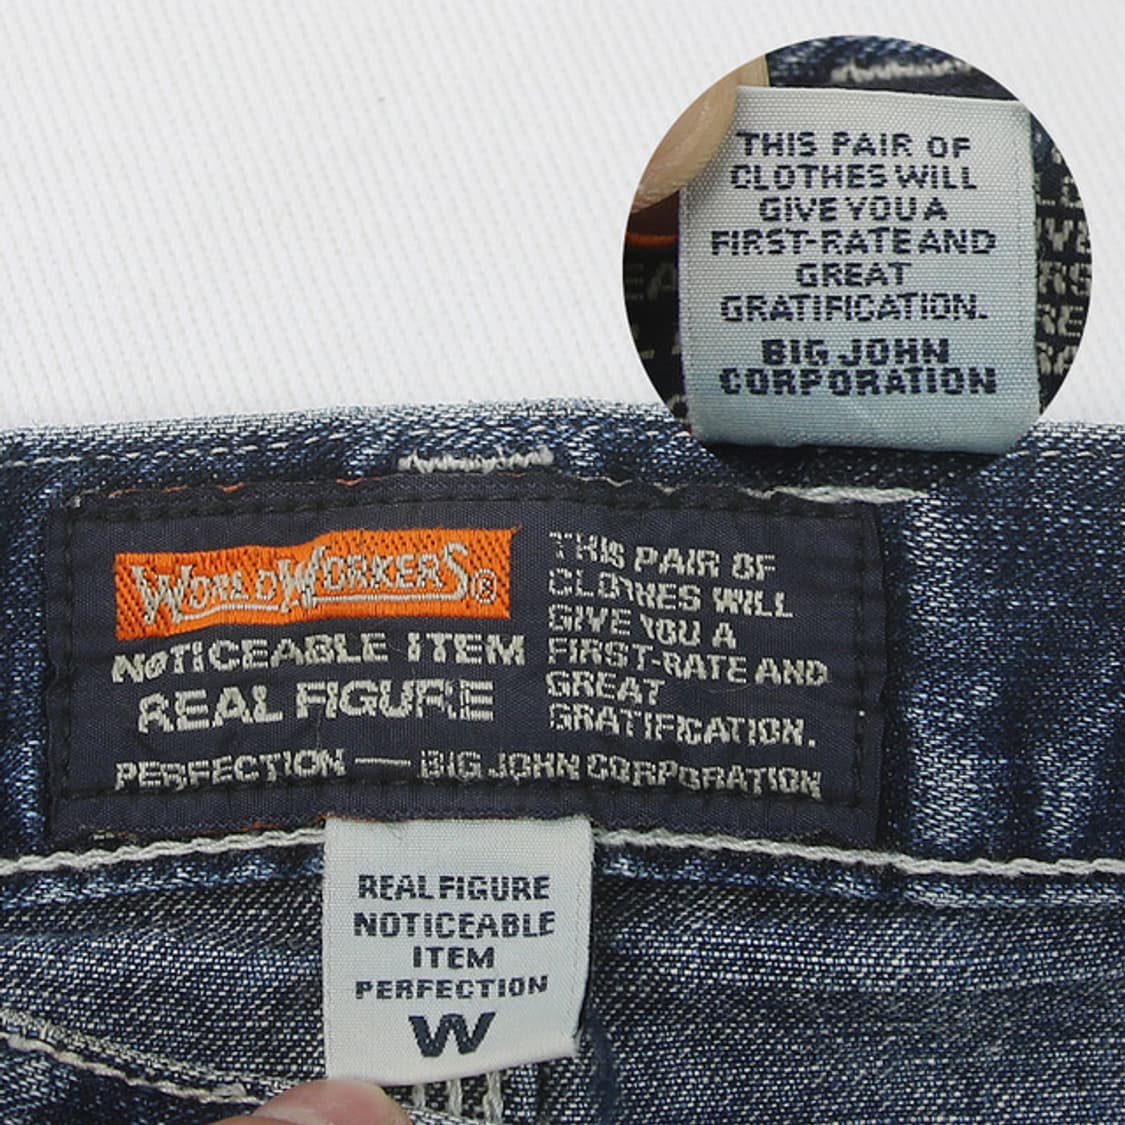 THIS PAIR OF
CLOTHES WILL
GIVE YOU A
FIRST-RATE AND
GREAT
GRATIFICATION.
BIG JOHN
CORPORATION
WORLD WORKERS®
NOTICEABLE ITEM
REAL FIGURE
THIS PAIR OF
CLOTHES WILL
GIVE YOU A
FIRST-RATE AND
GREAT
GRATIFICATION.
PERFECTION — BIG JOHN CORPORATION
REAL FIGURE
NOTICEABLE
ITEM
PERFECTION
W